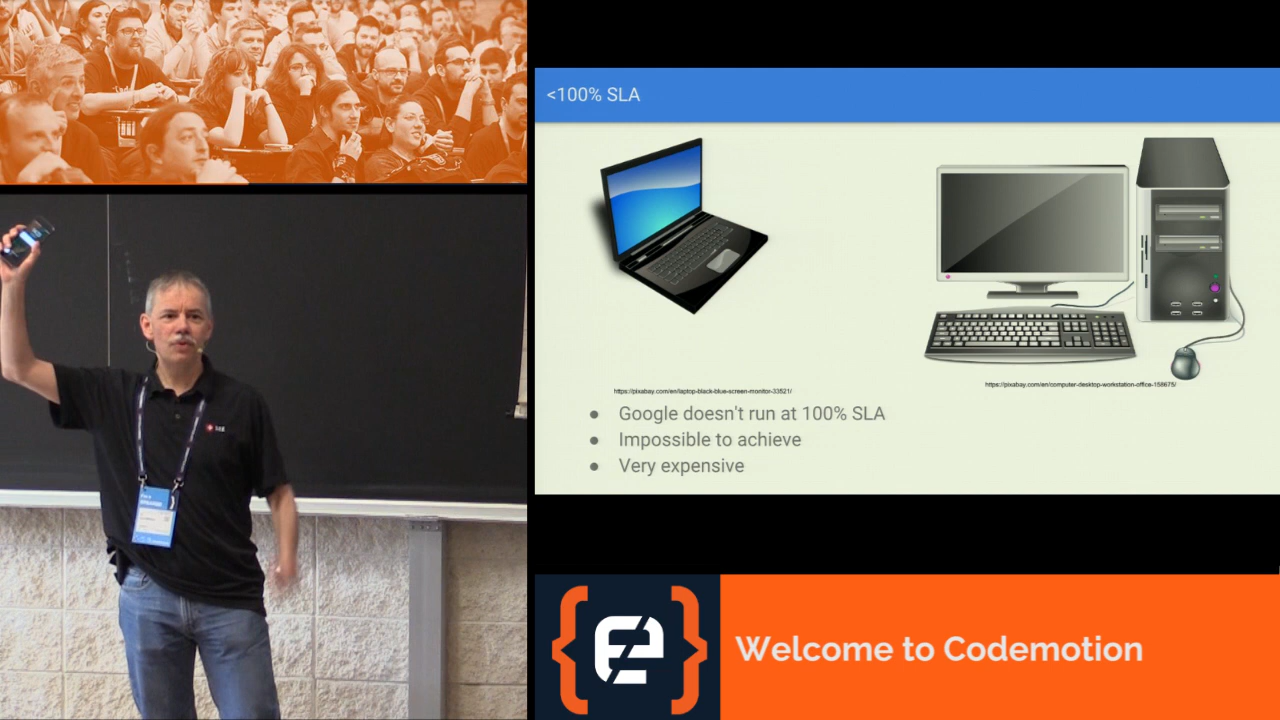 <100% SLA
https://pixabay.com/en/laptop-black-blue-screen-monitor-33521/
https://pixabay.com/en/computer-desktop-workstation-office-158675/
● Google doesn't run at 100% SLA
● Impossible to achieve
● Very expensive
Welcome to Codemotion